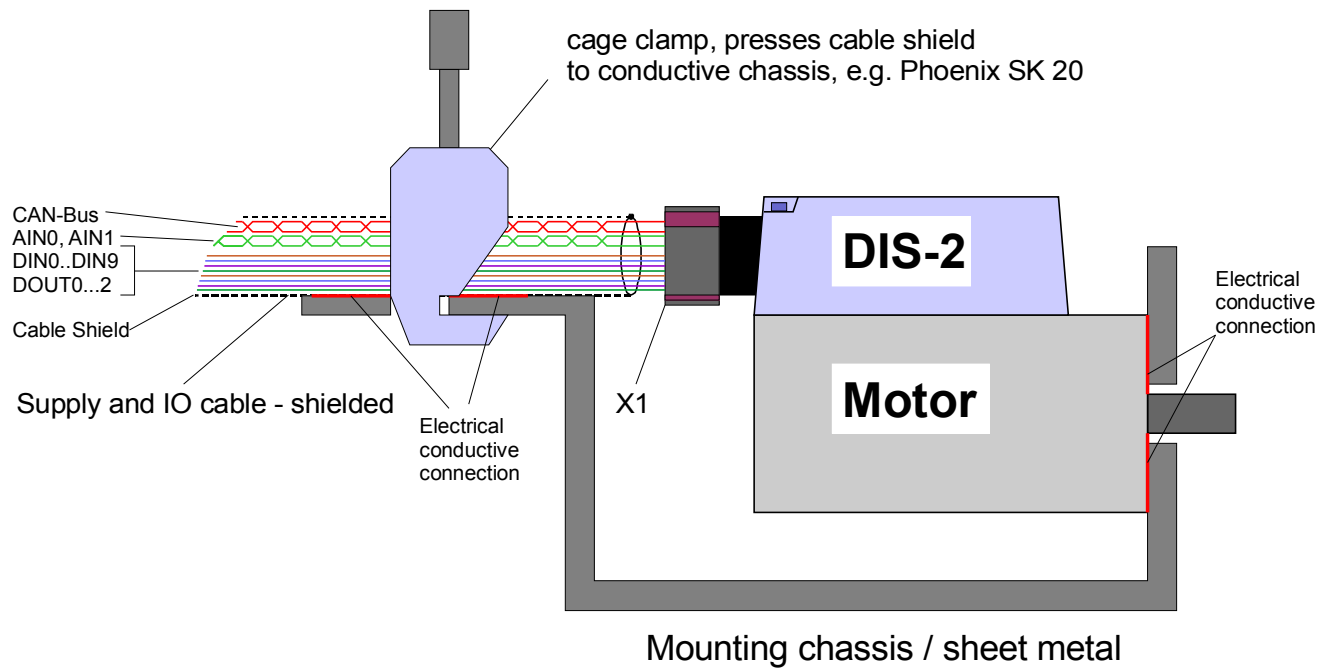 cage clamp, presses cable shield
to conductive chassis, e.g. Phoenix SK 20
CAN-Bus
AIN0, AIN1
DIN0..DIN9
DOUT0...2
Cable Shield
Supply and IO cable - shielded
Electrical
conductive
connection
X1
DIS-2
Motor
Electrical
conductive
connection
Mounting chassis / sheet metal